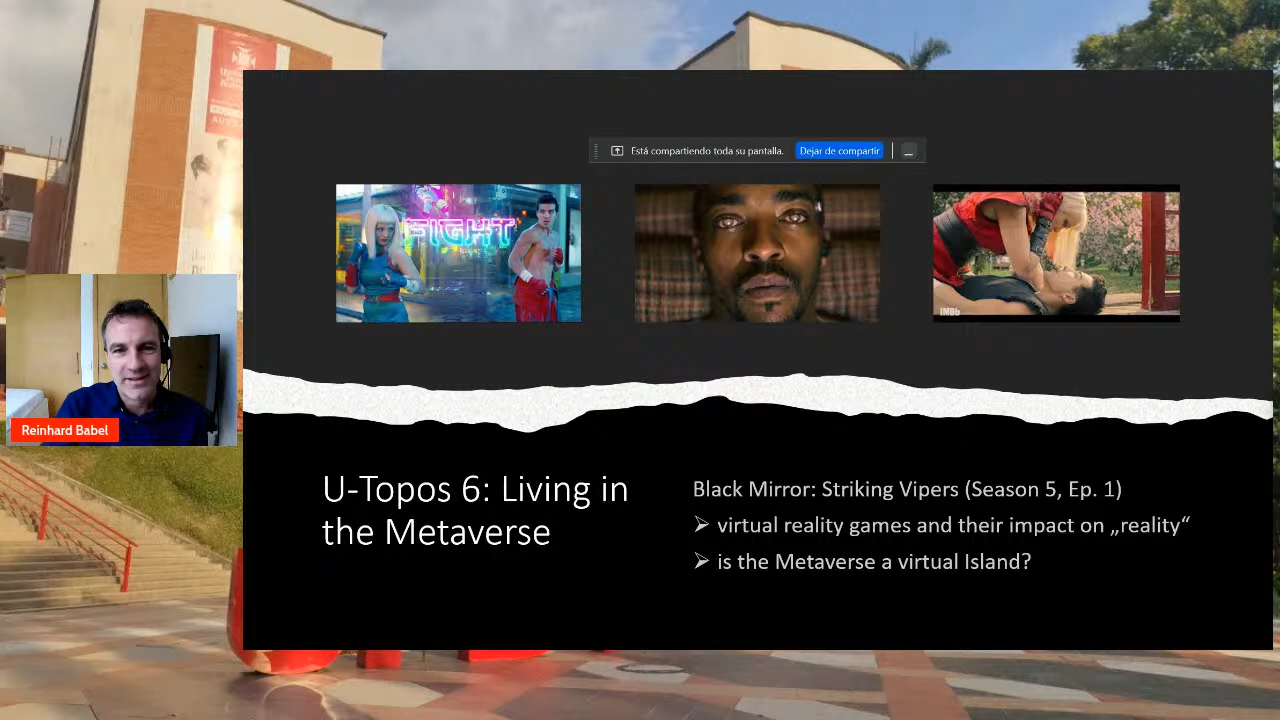 Está compartiendo toda su pantalla. Dejar de compartir
FIGHT
IMDb
Reinhard Babel
U-Topos 6: Living in
the Metaverse
Black Mirror: Striking Vipers (Season 5, Ep. 1)
➢ virtual reality games and their impact on „reality“
➢ is the Metaverse a virtual Island?